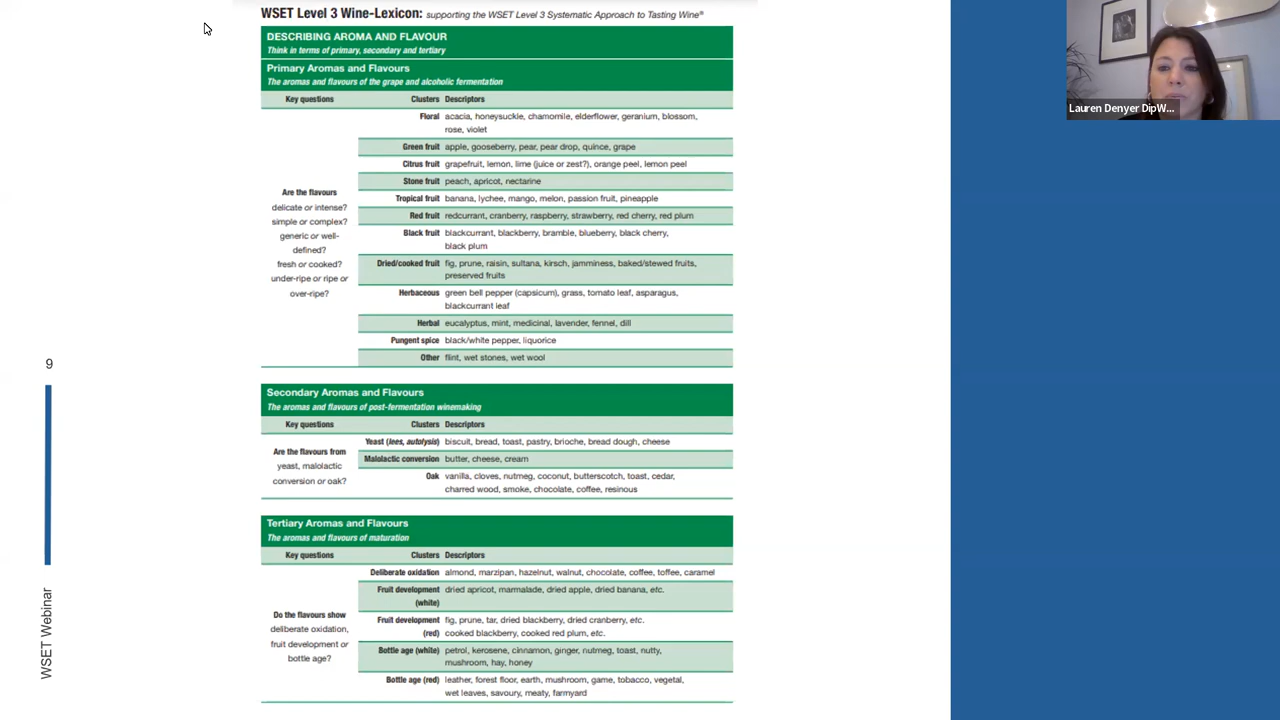 WSET Level 3 Wine-Lexicon: supporting the WSET Level 3 Systematic Approach to Tasting Wine®
DESCRIBING AROMA AND FLAVOUR
Think in terms of primary, secondary and tertiary
Primary Aromas and Flavours
The aromas and flavours of the grape and alcoholic fermentation
Key questions Clusters Descriptors
Are the flavours
delicate or intense?
simple or complex?
generic or well-
defined?
fresh or cooked?
under-ripe or ripe or
over-ripe?
Floral acacia, honeysuckle, chamomile, elderflower, geranium, blossom,
rose, violet
Green fruit apple, gooseberry, pear, pear drop, quince, grape
Citrus fruit grapefruit, lemon, lime (juice or zest?), orange peel, lemon peel
Stone fruit peach, apricot, nectarine
Tropical fruit banana, lychee, mango, melon, passion fruit, pineapple
Red fruit redcurrant, cranberry, raspberry, strawberry, red cherry, red plum
Black fruit blackcurrant, blackberry, bramble, blueberry, black cherry,
black plum
Dried/cooked fruit fig, prune, raisin, sultana, kirsch, jamminess, baked/stewed fruits,
preserved fruits
Herbaceous green bell pepper (capsicum), grass, tomato leaf, asparagus,
blackcurrant leaf
Herbal eucalyptus, mint, medicinal, lavender, fennel, dill
Pungent spice black/white pepper, liquorice
Other flint, wet stones, wet wool
Secondary Aromas and Flavours
The aromas and flavours of post-fermentation winemaking
Key questions Clusters Descriptors
Are the flavours from
yeast, malolactic
conversion or oak?
Yeast (lees, autolysis) biscuit, bread, toast, pastry, brioche, bread dough, cheese
Malolactic conversion butter, cheese, cream
Oak vanilla, cloves, nutmeg, coconut, butterscotch, toast, cedar,
charred wood, smoke, chocolate, coffee, resinous
Tertiary Aromas and Flavours
The aromas and flavours of maturation
Key questions Clusters Descriptors
Do the flavours show
deliberate oxidation,
fruit development or
bottle age?
Deliberate oxidation almond, marzipan, hazelnut, walnut, chocolate, coffee, toffee, caramel
Fruit development dried apricot, marmalade, dried apple, dried banana, etc.
(white)
Fruit development fig, prune, tar, dried blackberry, dried cranberry, etc.
(red) cooked blackberry, cooked red plum, etc.
Bottle age (white) petrol, kerosene, cinnamon, ginger, nutmeg, toast, nutty,
mushroom, hay, honey
Bottle age (red) leather, forest floor, earth, mushroom, game, tobacco, vegetal,
wet leaves, savoury, meaty, farmyard
9
WSET Webinar
Lauren Denyer DipW...